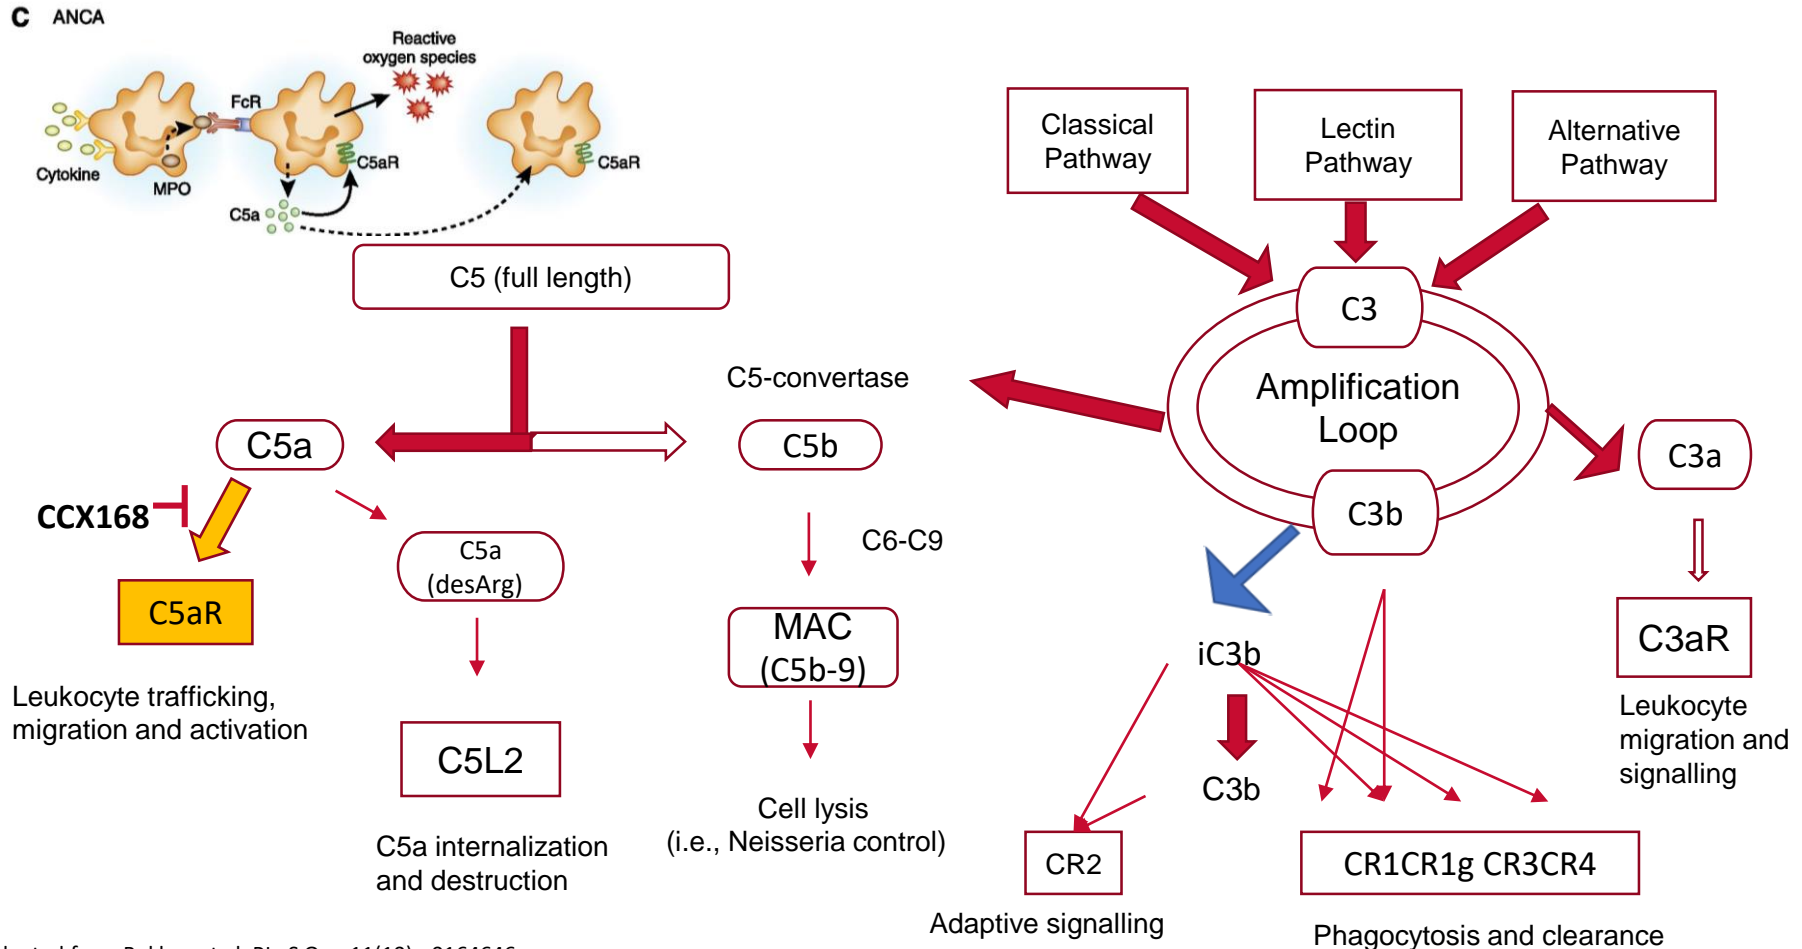 C ANCA
Reactive
oxygen species
FcR
C5aR
C5aR
Cytokine
MPO
C5a
Classical
Pathway
Lectin
Pathway
Alternative
Pathway
C5 (full length)
C3
C5-convertase
Amplification
Loop
C5a
C5b
C3a
CCX168
C3b
C5a
(desArg)
C6-C9
C5aR
MAC
(C5b-9)
iC3b
C3aR
Leukocyte trafficking,
migration and activation
Leukocyte
migration and
signalling
C5L2
C3b
Cell lysis
(i.e., Neisseria control)
C5a internalization
and destruction
CR2
CR1CR1g CR3CR4
Adaptive signalling
Phagocytosis and clearance